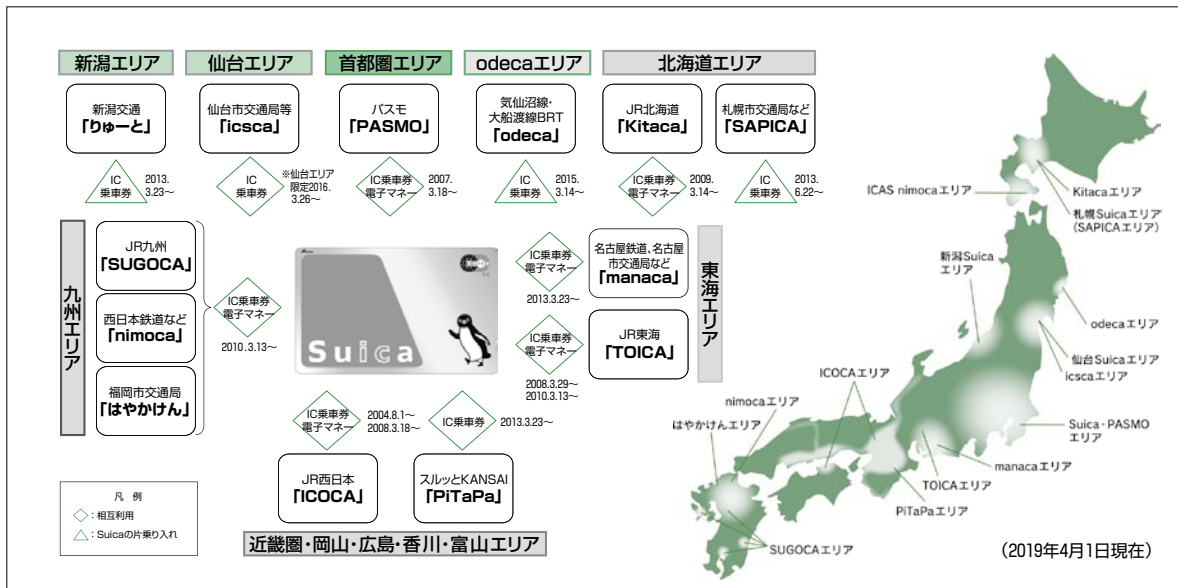 新潟エリア
仙台エリア
首都圏エリア
odecaエリア
北海道エリア
新潟交通
「りゅーと」
仙台市交通局等
「icsca」
パスモ
「PASMO」
気仙沼線・
大船渡線BRT
「odeca」
JR北海道
「Kitaca」
札幌市交通局など
「SAPICA」
IC
乗車券
2013.
3.23〜
IC
乗車券
※仙台エリア
限定2016.
3.26〜
IC乗車券
電子マネー
2007.
3.18〜
IC
乗車券
2015.
3.14〜
IC乗車券
電子マネー
2009.
3.14〜
IC
乗車券
2013.
6.22〜
九州エリア
JR九州
「SUGOCA」
西日本鉄道など
「nimoca」
福岡市交通局
「はやかけん」
IC乗車券
電子マネー
2010.3.13〜
Suica
IC乗車券
電子マネー
2013.3.23〜
名古屋鉄道、名古屋
市交通局など
「manaca」
IC乗車券
電子マネー
2008.3.29〜
2010.3.13〜
JR東海
「TOICA」
東海エリア
IC乗車券
電子マネー
2004.8.1〜
2008.3.18〜
IC乗車券
2013.3.23〜
JR西日本
「ICOCA」
スルッとKANSAI
「PiTaPa」
近畿圏・岡山・広島・香川・富山エリア
凡 例
：相互利用
：Suicaの片乗り入れ
ICAS nimocaエリア
Kitacaエリア
札幌Suicaエリア
(SAPICAエリア)
新潟Suica
エリア
odecaエリア
仙台Suicaエリア
icscaエリア
ICOCAエリア
nimocaエリア
はやかけんエリア
Suica・PASMO
エリア
manacaエリア
TOICAエリア
PiTaPaエリア
SUGOCAエリア
(2019年4月1日現在)